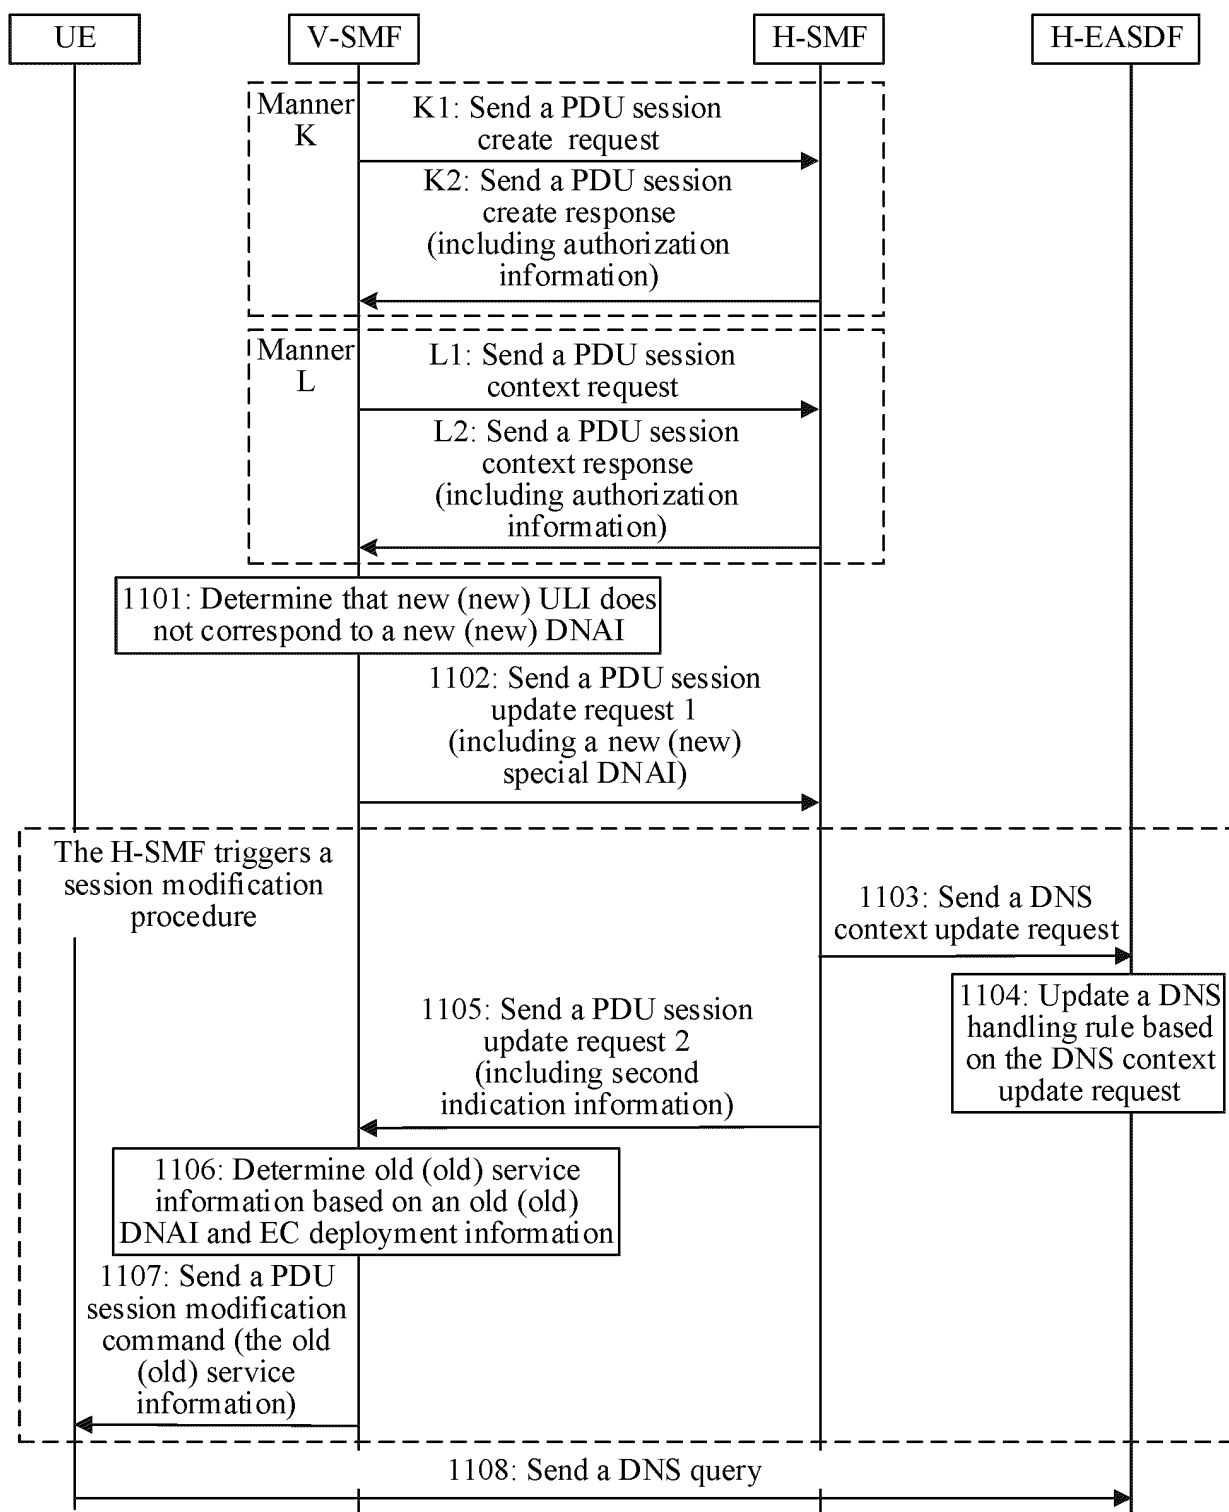 UE
V-SMF
H-SMF
H-EASDF
Manner
K
K1: Send a PDU session
create request
K2: Send a PDU session
create response
(including authorization
information)
Manner
L
L1: Send a PDU session
context request
L2: Send a PDU session
context response
(including authorization
information)
1101: Determine that new (new) ULI does
not correspond to a new (new) DNAI
1102: Send a PDU session
update request 1
(including a new (new)
special DNAI)
The H-SMF triggers a
session modification
procedure
1103: Send a DNS
context update request
1104: Update a DNS
handling rule based
on the DNS context
update request
1105: Send a PDU session
update request 2
(including second
indication information)
1106: Determine old (old) service
information based on an old (old)
DNAI and EC deployment information
1107: Send a PDU
session modification
command (the old
(old) service
information)
1108: Send a DNS query